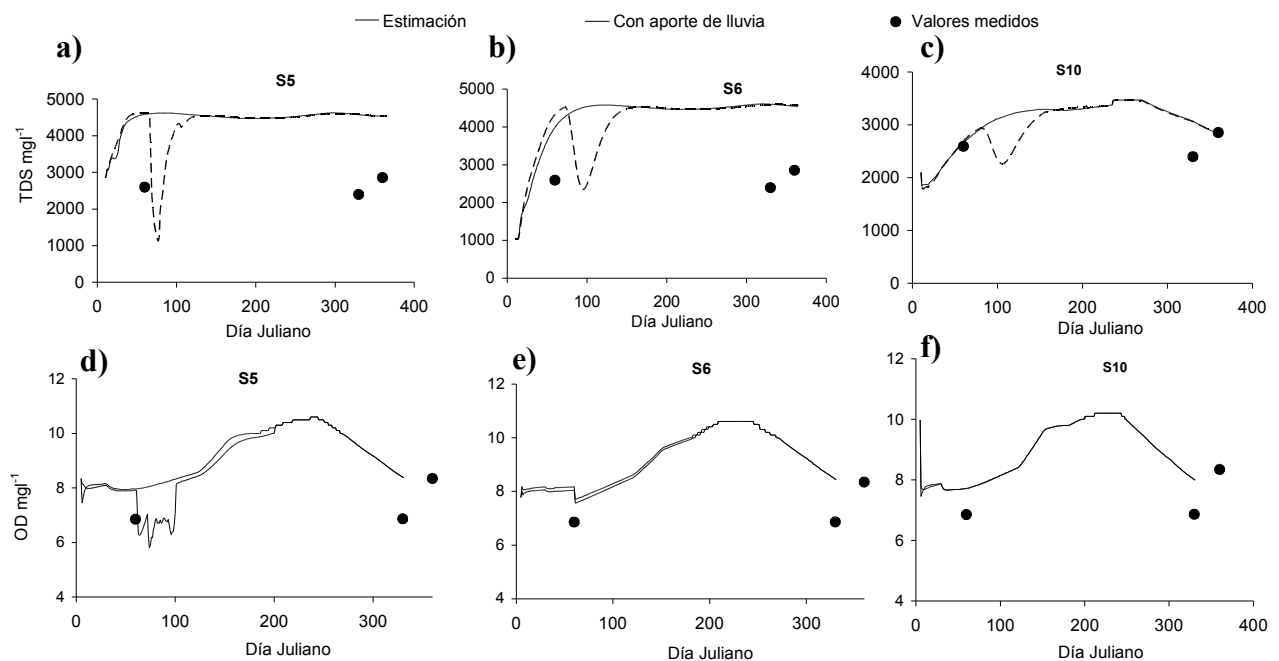 Estimación Con aporte de lluvia Valores medidos
a) b) c)
S5 S6 S10
5000 5000 4000
4000 4000 3000
3000 3000 2000
2000 2000 1000
1000 1000 0
0 0
TDS mgl-1
0 100 200 300 400 0 100 200 300 400 0 100 200 300 400
Día Juliano Día Juliano Día Juliano
d) e) f)
S5 S6 S10
12 12 12
10 10 10
8 8 8
6 6 6
4 4 4
OD mgl-1
0 100 200 300 0 100 200 300 0 100 200 300 400
Día Juliano Día Juliano Día Juliano